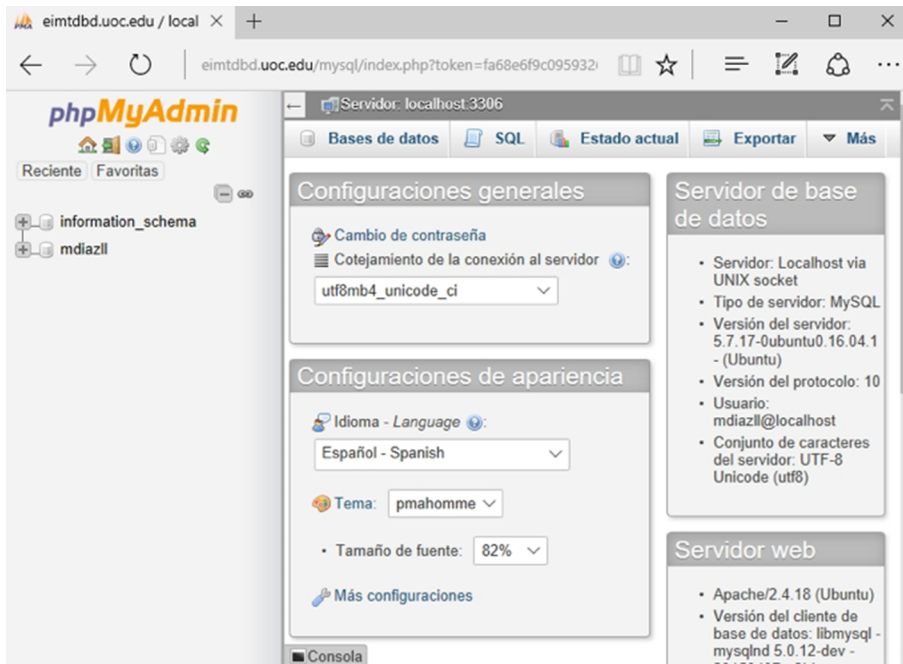 eimtdbd.uoc.edu / local
eimtdbd.uoc.edu/mysql/index.php?token=fa68e6f9c095932
phpMyAdmin
Reciente Favoritas
information_schema
mdiazll
Servidor: localhost:3306
Bases de datos SQL Estado actual Exportar Más
Configuraciones generales
Cambio de contraseña
Cotejamiento de la conexión al servidor :
utf8mb4_unicode_ci
Configuraciones de apariencia
Idioma - Language :
Español - Spanish
Tema: pmahomme
• Tamaño de fuente: 82%
Más configuraciones
Consola
Servidor de base
de datos
• Servidor: Localhost via
UNIX socket
• Tipo de servidor: MySQL
• Versión del servidor:
5.7.17-0ubuntu0.16.04.1
- (Ubuntu)
• Versión del protocolo: 10
• Usuario:
mdiazll@localhost
• Conjunto de caracteres
del servidor: UTF-8
Unicode (utf8)
Servidor web
• Apache/2.4.18 (Ubuntu)
• Versión del cliente de
base de datos: libmysql -
mysqlnd 5.0.12-dev -